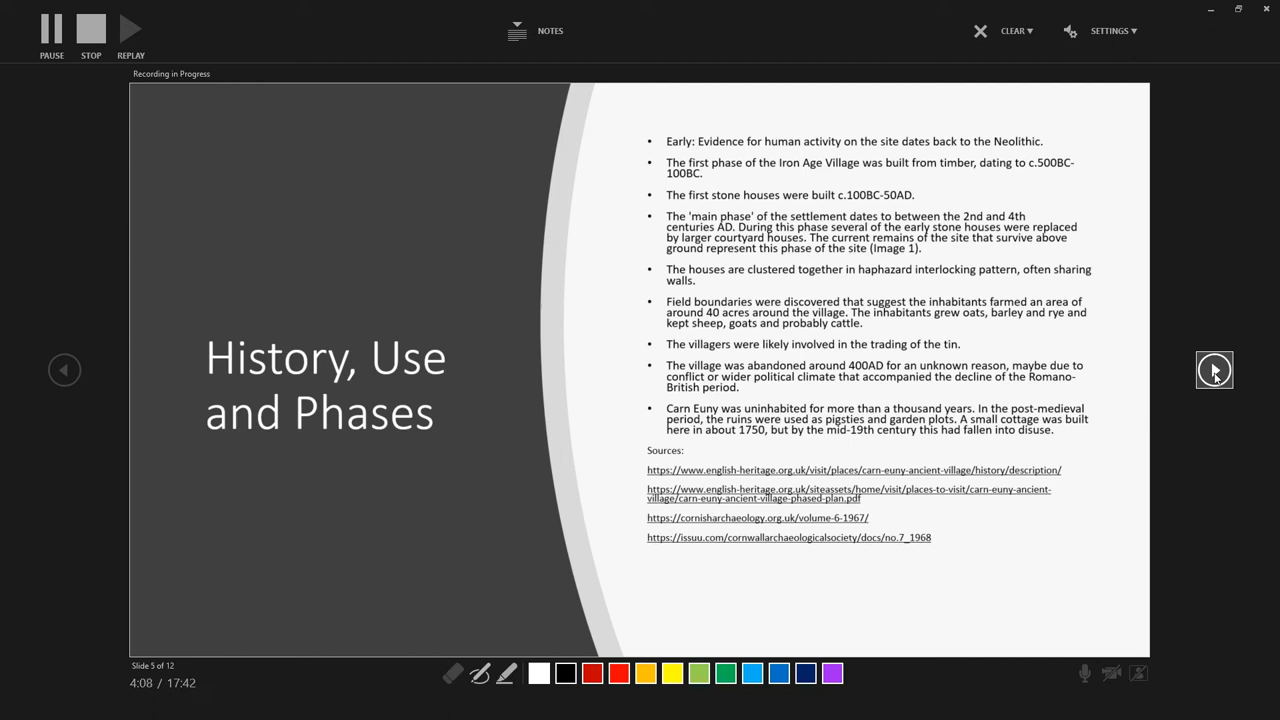 PAUSE
STOP
REPLAY
NOTES
CLEAR
SETTINGS
Recording in Progress
History, Use
and Phases
• Early: Evidence for human activity on the site dates back to the Neolithic.
• The first phase of the Iron Age Village was built from timber, dating to c.500BC-
100BC.
• The first stone houses were built c.100BC-50AD.
• The 'main phase' of the settlement dates to between the 2nd and 4th
centuries AD. During this phase several of the early stone houses were replaced
by larger courtyard houses. The current remains of the site that survive above
ground represent this phase of the site (Image 1).
• The houses are clustered together in haphazard interlocking pattern, often sharing
walls.
• Field boundaries were discovered that suggest the inhabitants farmed an area of
around 40 acres around the village. The inhabitants grew oats, barley and rye and
kept sheep, goats and probably cattle.
• The villagers were likely involved in the trading of the tin.
• The village was abandoned around 400AD for an unknown reason, maybe due to
conflict or wider political climate that accompanied the decline of the Romano-
British period.
• Carn Euny was uninhabited for more than a thousand years. In the post-medieval
period, the ruins were used as pigsties and garden plots. A small cottage was built
here in about 1750, but by the mid-19th century this had fallen into disuse.
Sources:
https://www.english-heritage.org.uk/visit/places/carn-euny-ancient-village/history/description/
https://www.english-heritage.org.uk/siteassets/home/visit/places-to-visit/carn-euny-ancient-
village/carn-euny-ancient-village-phased-plan.pdf
https://cornisharchaeology.org.uk/volume-6-1967/
https://issuu.com/cornwallarchaeologicalsociety/docs/no.7_1968
Slide 5 of 12
4:08 / 17:42